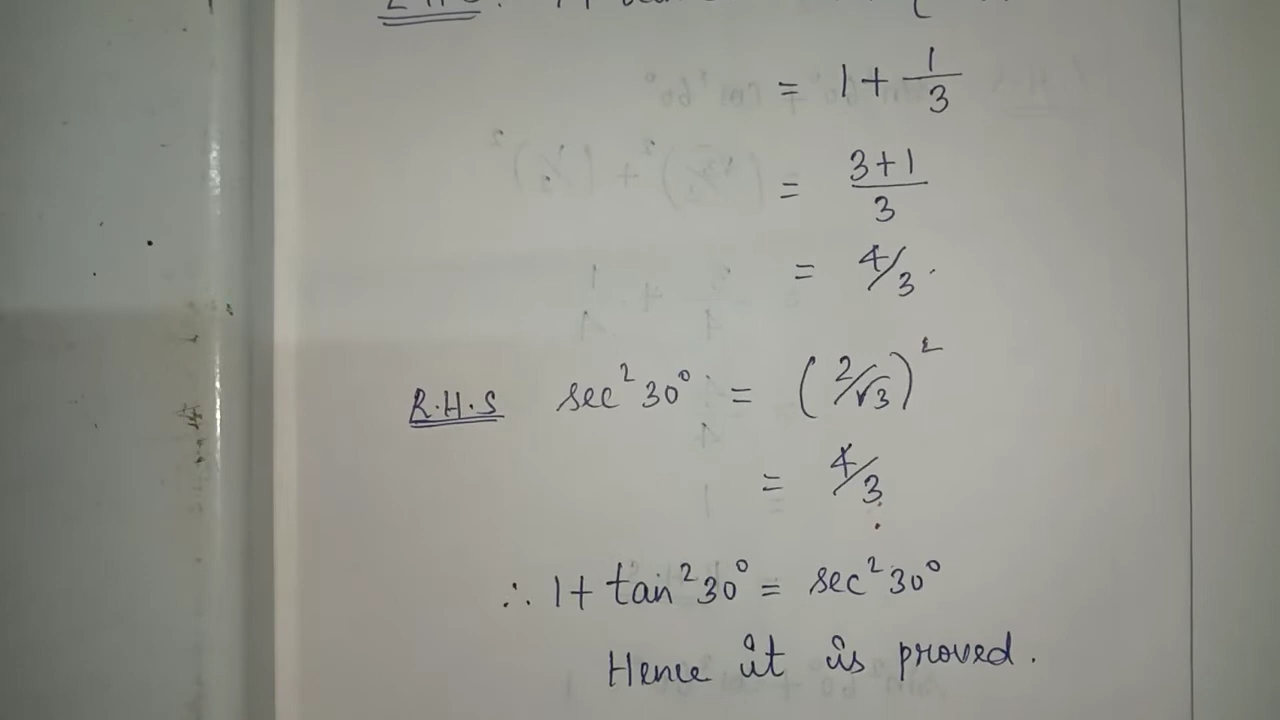 = 1 + 1/3
= 3+1/3
= 4/3.
R.H.S sec² 30° = (2/√3)²
= 4/3.
∴ 1 + tan² 30° = sec² 30°
Hence it is proved.